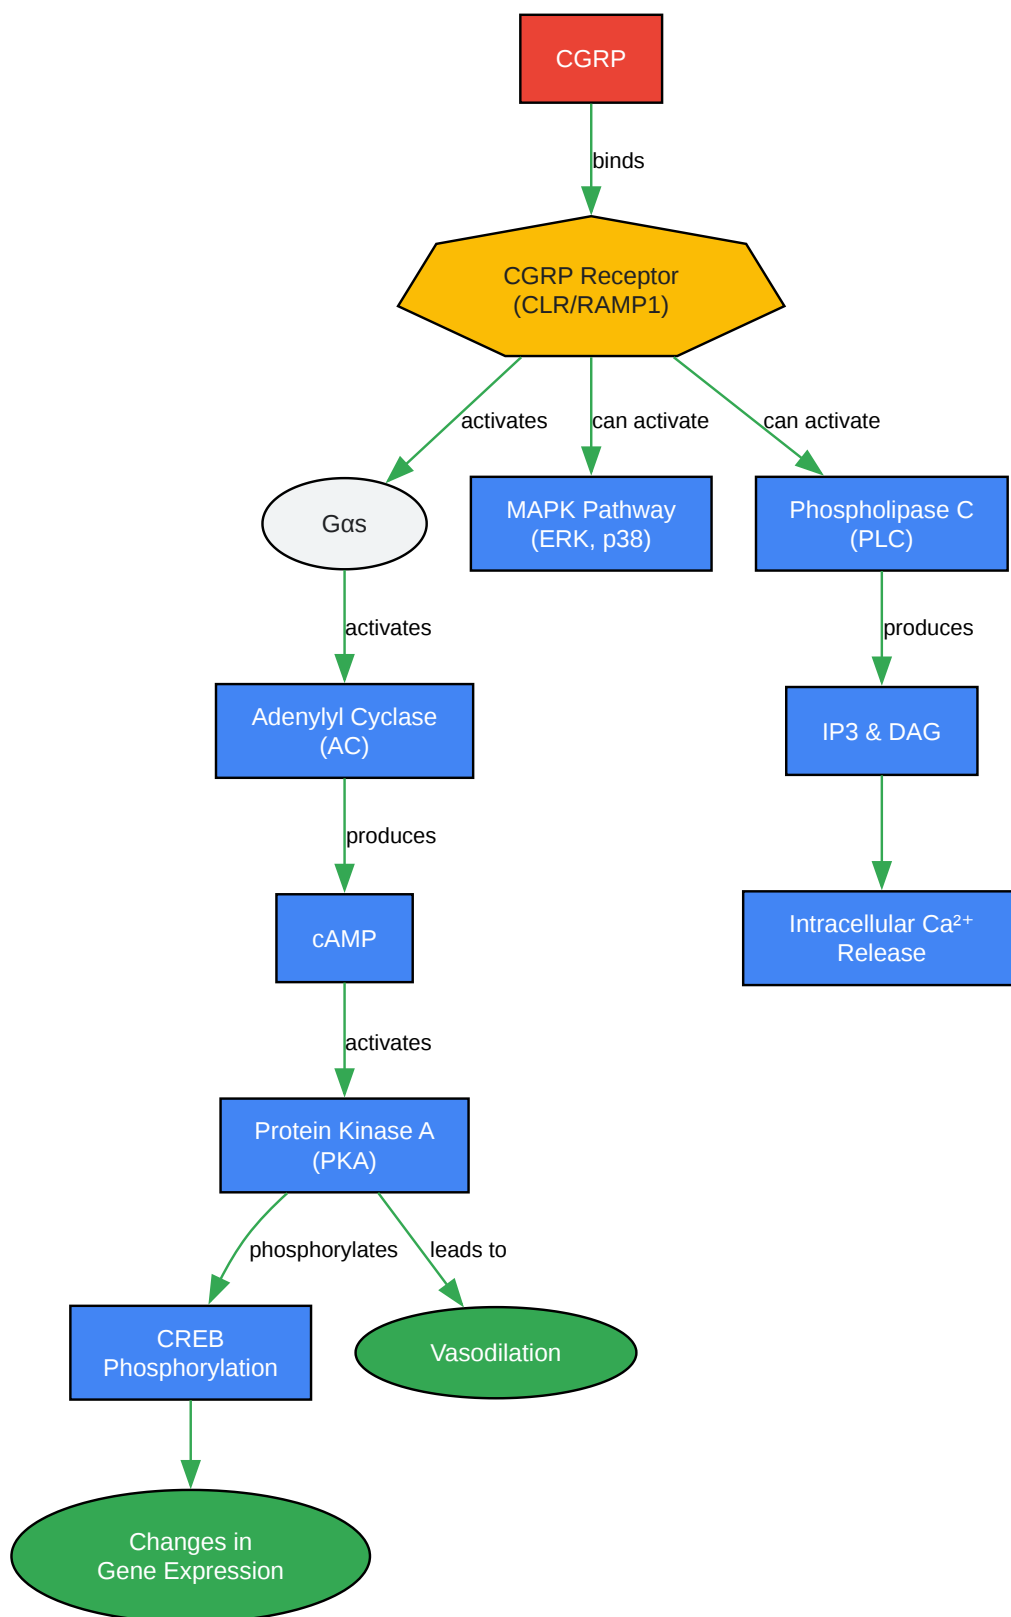 CGRP
binds
CGRP Receptor
(CLR/RAMP1)
activates
can activate
can activate
Gαs
MAPK Pathway
(ERK, p38)
Phospholipase C
(PLC)
activates
produces
Adenylyl Cyclase
(AC)
IP3 & DAG
produces
cAMP
Intracellular Ca²⁺
Release
activates
Protein Kinase A
(PKA)
phosphorylates
leads to
CREB
Phosphorylation
Vasodilation
Changes in
Gene Expression